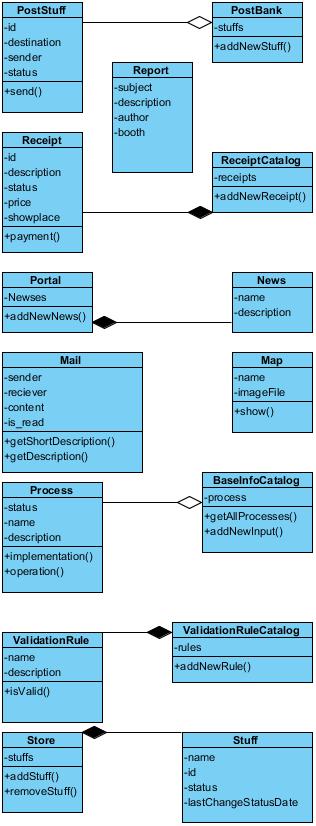 PostStuff
-id
-destination
-sender
-status
+send()
PostBank
-stuffs
+addNewStuff()
Report
-subject
-description
-author
-booth
Receipt
-id
-description
-status
-price
-showplace
+payment()
ReceiptCatalog
-receipts
+addNewReceipt()
Portal
-Newses
+addNewNews()
News
-name
-description
Mail
-sender
-reciever
-content
-is_read
+getShortDescription()
+getDescription()
Map
-name
-imageFile
+show()
Process
-status
-name
-description
+implementation()
+operation()
BaseInfoCatalog
-process
+getAllProcesses()
+addNewInput()
ValidationRule
-name
-description
+isValid()
ValidationRuleCatalog
-rules
+addNewRule()
Store
-stuffs
+addStuff()
+removeStuff()
Stuff
-name
-id
-status
-lastChangeStatusDate